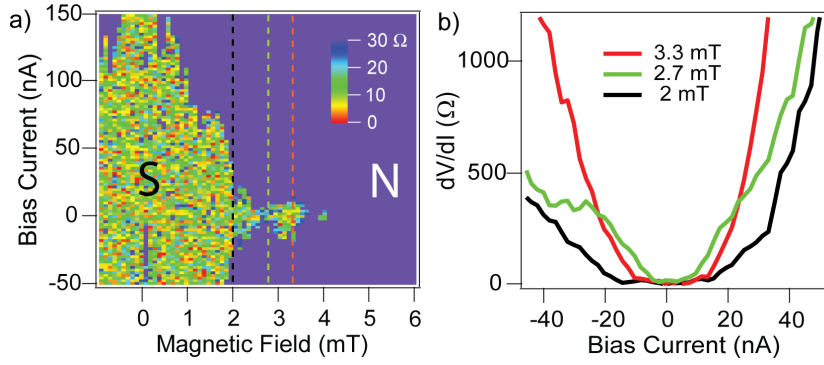 a)
150
100
50
0
-50
Bias Current (nA)
S
N
30 Ω
20
10
0
0 1 2 3 4 5 6
Magnetic Field (mT)
b)
1000
500
0
dV/dI (Ω)
3.3 mT
2.7 mT
2 mT
-40 -20 0 20 40
Bias Current (nA)